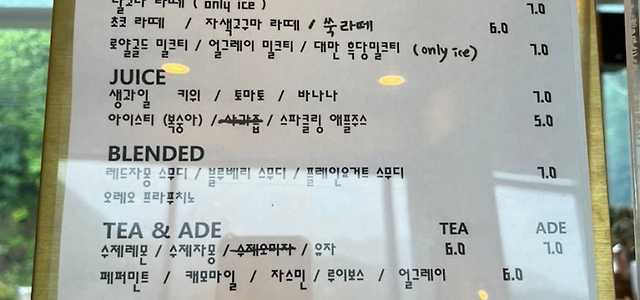 라떼 ( only ice ) 7.0
초코 라떼 / 자색고구마 라떼 / 쑥라떼 6.0
로얄골드 밀크티 / 얼그레이 밀크티 / 대만 흑당밀크티 (only ice) 7.0
JUICE
생과일 키위 / 토마토 / 바나나 7.0
아이스티 (복숭아) / 사과즙 / 스파클링 애플주스 5.0
BLENDED
레드자몽 스무디 / 블루베리 스무디 / 플레인요거트 스무디 7.0
오레오 프라푸치노
TEA & ADE TEA ADE
수제레몬 / 수제자몽 / 수제오미자 / 유자 6.0 7.0
페퍼민트 / 캐모마일 / 자스민 / 루이보스 / 얼그레이 6.0